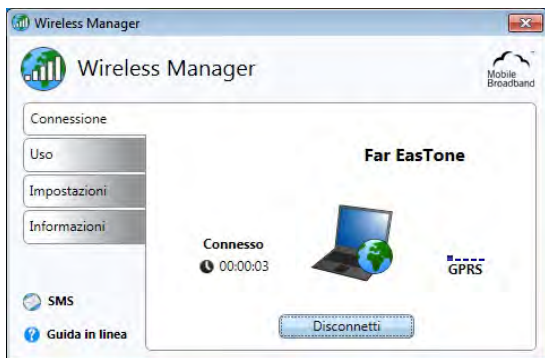 Wireless Manager
Wireless Manager
Mobile
Broadband
Connessione
Uso
Impostazioni
Informazioni
SMS
Guida in linea
Far EasTone
Connesso
00:00:03
GPRS
Disconnetti